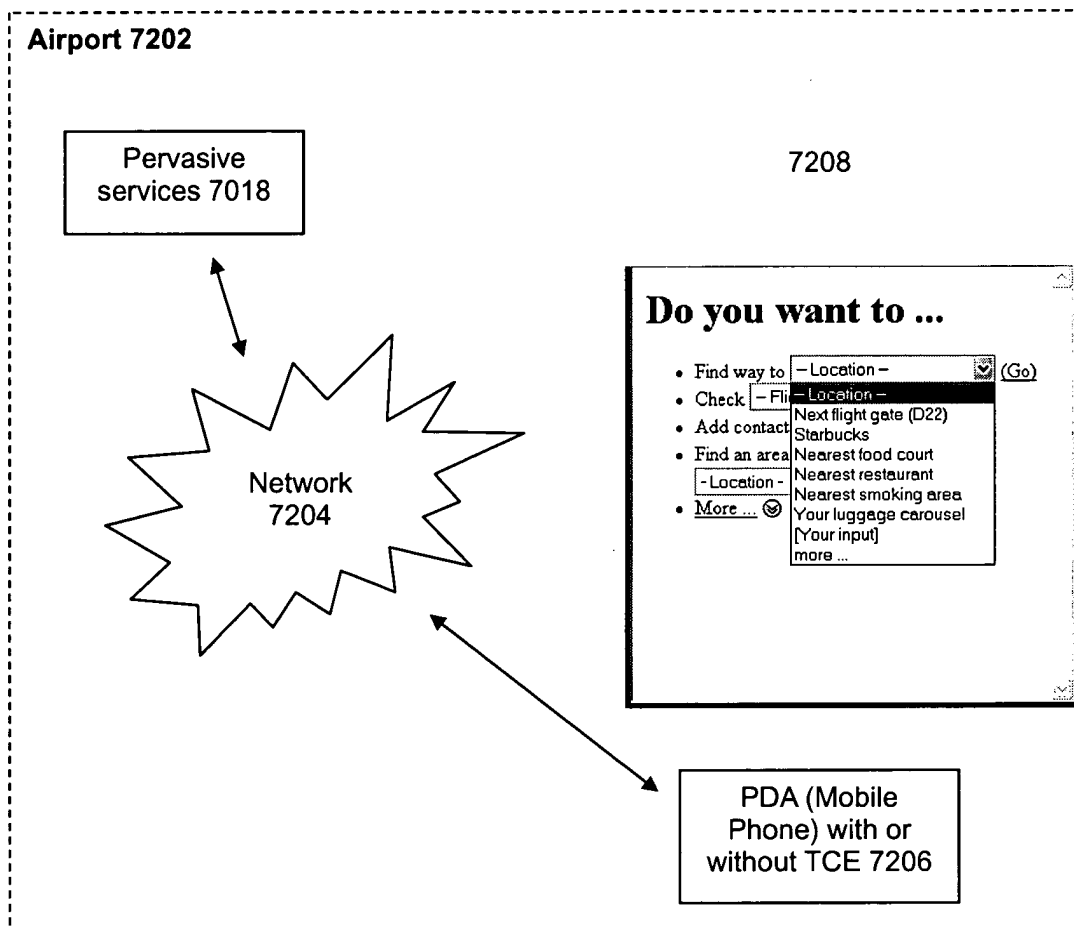 Airport 7202
Pervasive
services 7018
7208
Do you want to ...
Find way to – Location – (Go)
Check – Fli
– Location –
Next flight gate (D22)
Add contact
Starbucks
Find an area
Nearest food court
Nearest restaurant
- Location -
Nearest smoking area
More ...
Your luggage carousel
[Your input]
more ...
Network
7204
PDA (Mobile
Phone) with or
without TCE 7206